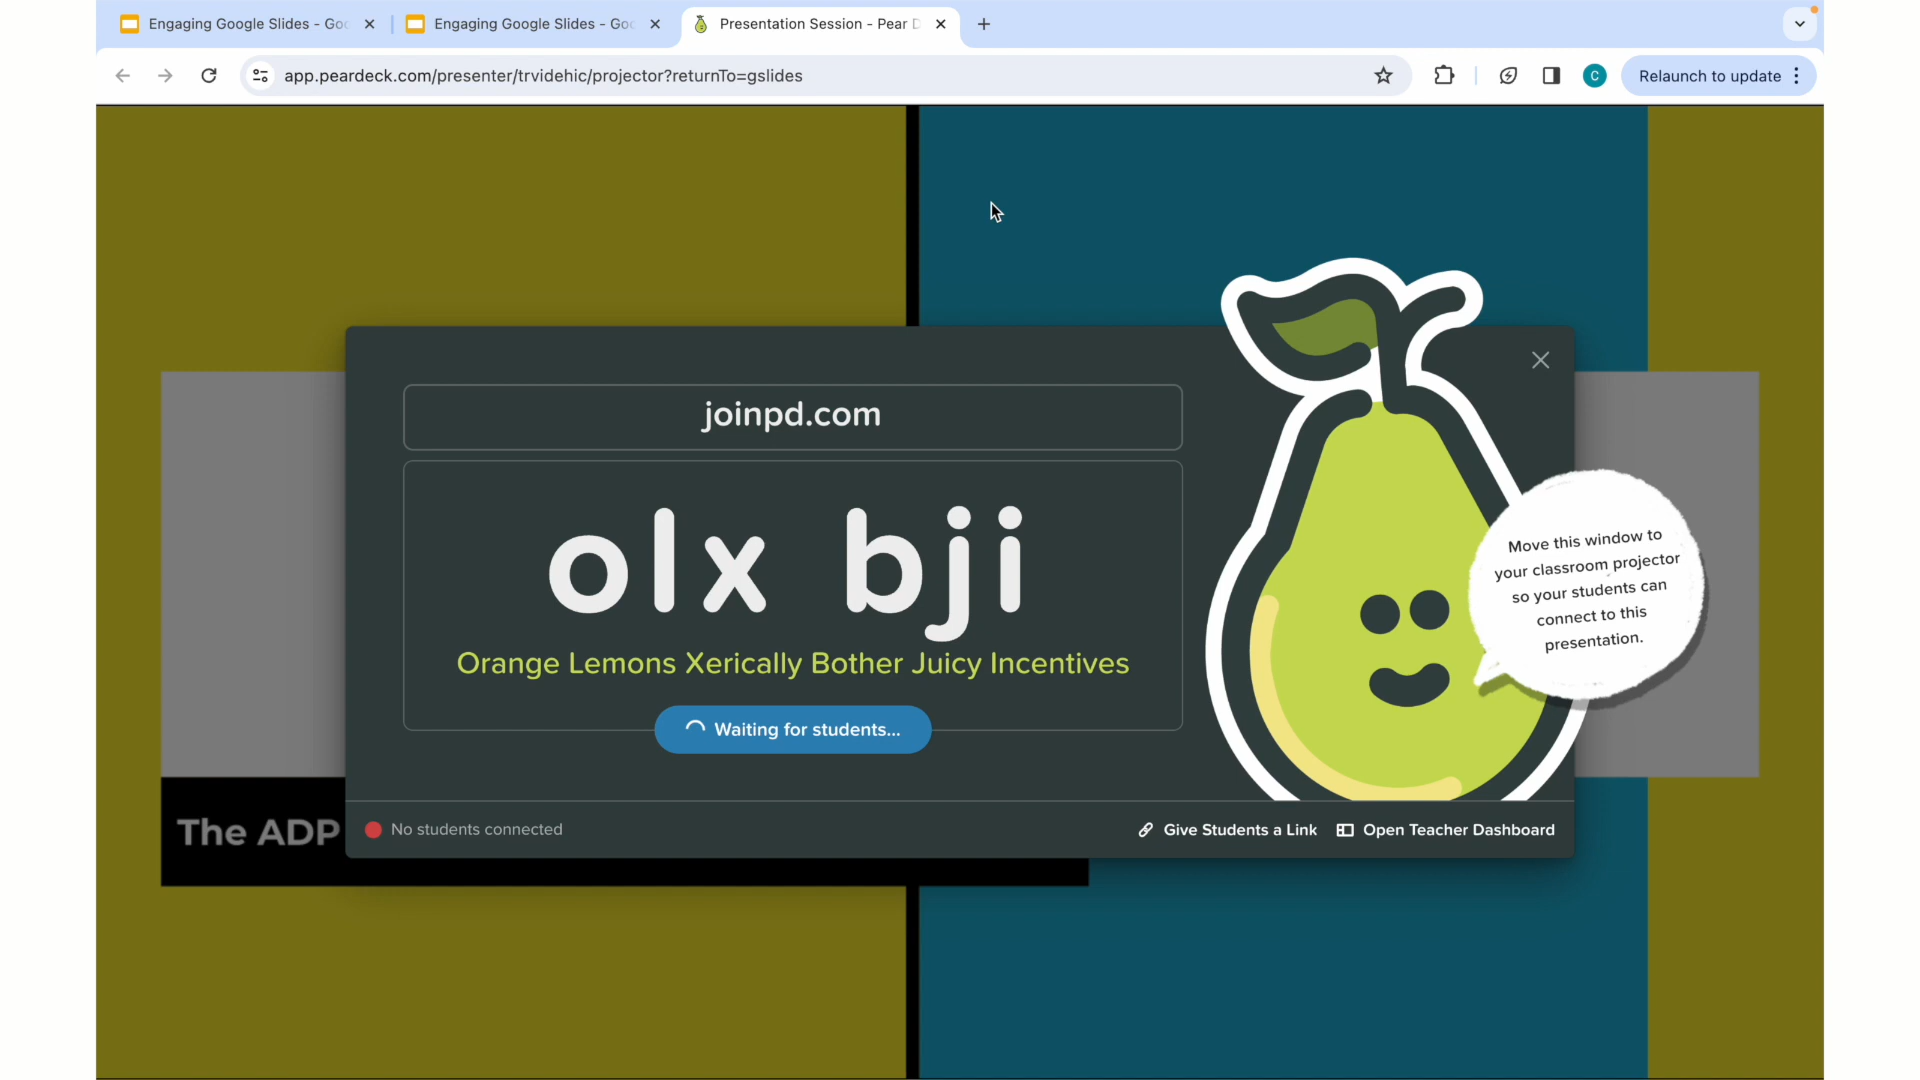 Engaging Google Slides - Goo
Engaging Google Slides - Goo
Presentation Session - Pear D
app.peardeck.com/presenter/trvidehic/projector?returnTo=gslides
C
Relaunch to update
joinpd.com
olx bji
Orange Lemons Xerically Bother Juicy Incentives
Waiting for students...
Move this window to
your classroom projector
so your students can
connect to this
presentation.
The ADP
No students connected
Give Students a Link
Open Teacher Dashboard